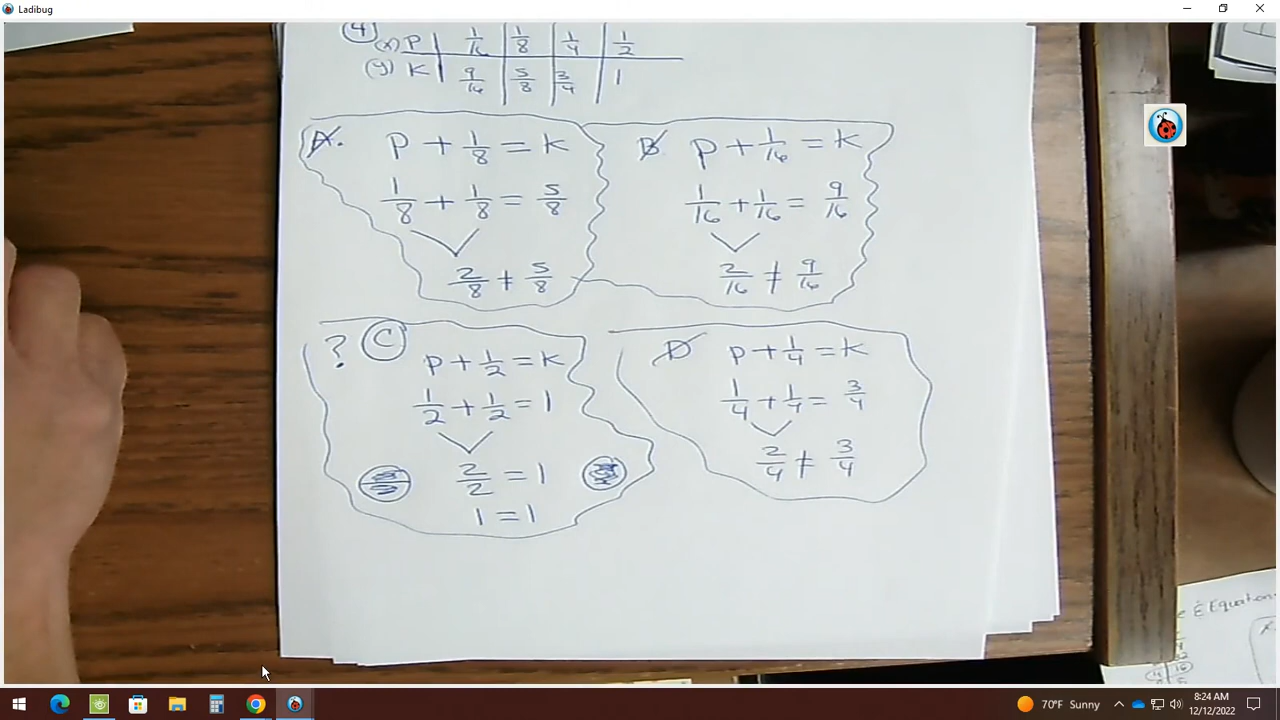 Ladibug
4
(x) P 1/16 1/8 1/4 1/2
(y) K 9/16 5/8 3/4 1
A. P + 1/8 = K
1/8 + 1/8 = 5/8
2/8 ≠ 5/8
B P + 1/16 = K
1/16 + 1/16 = 9/16
2/16 ≠ 9/16
? C P + 1/2 = K
1/2 + 1/2 = 1
2/2 = 1
1 = 1
D P + 1/4 = K
1/4 + 1/4 = 3/4
2/4 ≠ 3/4
É Equation
70°F Sunny
8:24 AM
12/12/2022